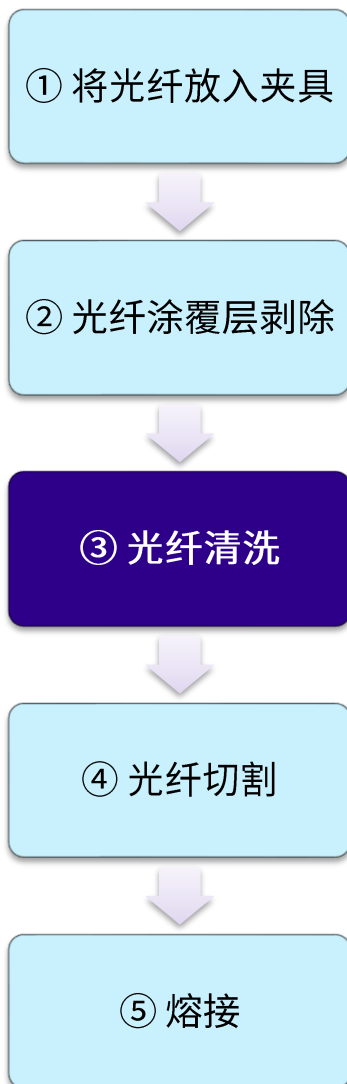 ① 将光纤放入夹具
② 光纤涂覆层剥除
③ 光纤清洗
④ 光纤切割
⑤ 熔接